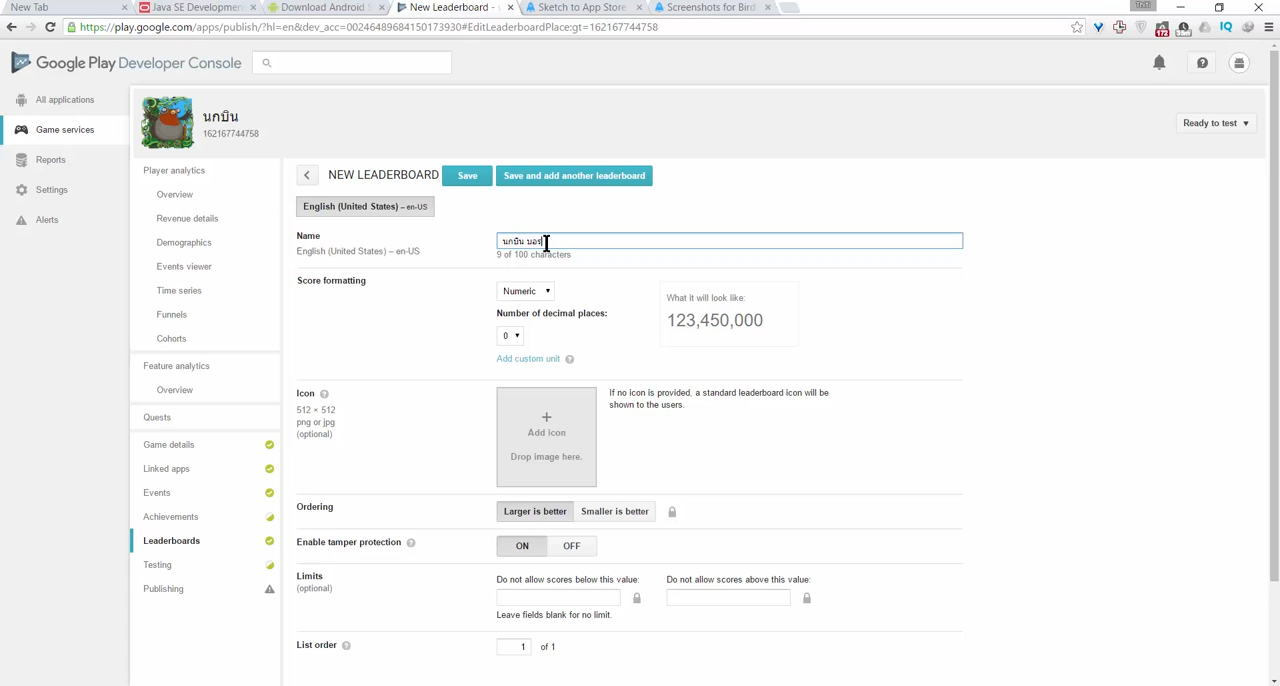 New Tab
Java SE Developmen
Download Android S
New Leaderboard -
Sketch to App Store
Screenshots for Bird
ThTi
https://play.google.com/apps/publish/?hl=en&dev_acc=00246489684150173930#EditLeaderboardPlace:gt=162167744758
Google Play Developer Console
All applications
Game services
Reports
Settings
Alerts
นกบิน
162167744758
Ready to test
Player analytics
Overview
Revenue details
Demographics
Events viewer
Time series
Funnels
Cohorts
Feature analytics
Overview
Quests
Game details
Linked apps
Events
Achievements
Leaderboards
Testing
Publishing
NEW LEADERBOARD
Save
Save and add another leaderboard
English (United States) – en-US
Name
English (United States) – en-US
นกบิน บอร์
9 of 100 characters
Score formatting
Numeric
Number of decimal places:
0
Add custom unit
What it will look like:
123,450,000
Icon
512 × 512
png or jpg
(optional)
Add icon
Drop image here.
If no icon is provided, a standard leaderboard icon will be
shown to the users.
Ordering
Larger is better
Smaller is better
Enable tamper protection
ON
OFF
Limits
(optional)
Do not allow scores below this value:
Do not allow scores above this value:
Leave fields blank for no limit.
List order
1
of 1